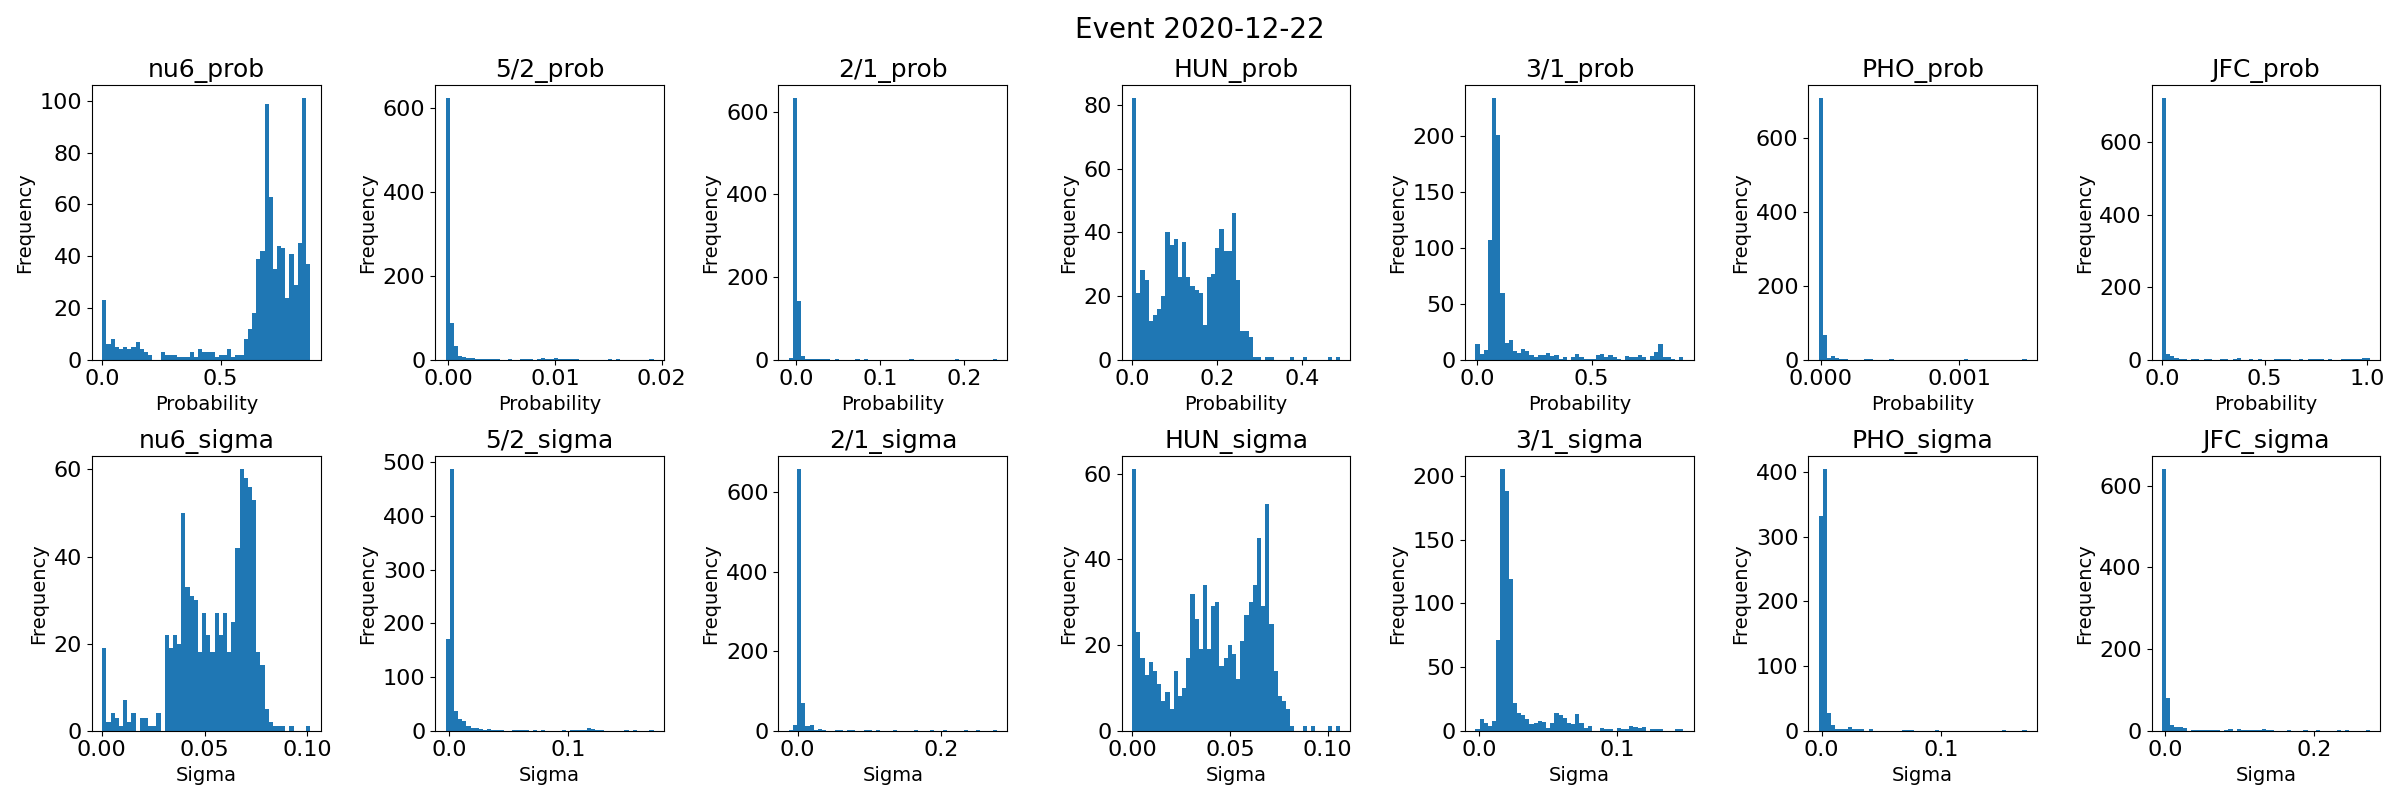 Event 2020-12-22
nu6_prob 5/2_prob 2/1_prob HUN_prob 3/1_prob PHO_prob JFC_prob
Frequency Frequency Frequency Frequency Frequency Frequency Frequency
100 80 60 40 20 0
600 400 200 0
600 400 200 0
80 60 40 20 0
200 150 100 50 0
600 400 200 0
600 400 200 0
0.0 0.5 0.00 0.01 0.02 0.0 0.1 0.2 0.0 0.2 0.4 0.0 0.5 0.000 0.001 0.0 0.5 1.0
Probability Probability Probability Probability Probability Probability Probability
nu6_sigma 5/2_sigma 2/1_sigma HUN_sigma 3/1_sigma PHO_sigma JFC_sigma
Frequency Frequency Frequency Frequency Frequency Frequency Frequency
60 40 20 0
500 400 300 200 100 0
600 400 200 0
60 40 20 0
200 150 100 50 0
400 300 200 100 0
600 400 200 0
0.00 0.05 0.10 0.0 0.1 0.0 0.2 0.00 0.05 0.10 0.0 0.1 0.0 0.1 0.0 0.2
Sigma Sigma Sigma Sigma Sigma Sigma Sigma